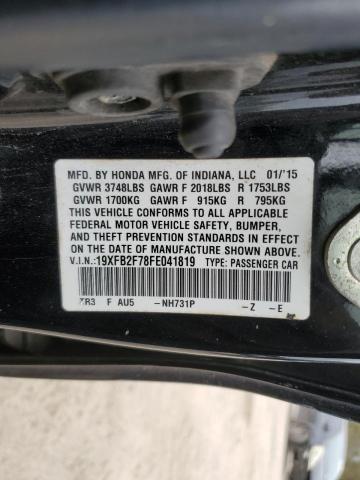 MFD. BY HONDA MFG. OF INDIANA, LLC 01/'15
GVWR 3748LBS GAWR F 2018LBS R 1753LBS
GVWR 1700KG GAWR F 915KG R 795KG
THIS VEHICLE CONFORMS TO ALL APPLICABLE
FEDERAL MOTOR VEHICLE SAFETY, BUMPER,
AND THEFT PREVENTION STANDARDS IN EFFECT
ON THE DATE OF MANUFACTURE SHOWN ABOVE.
V.I.N.:19XFB2F78FE041819 TYPE: PASSENGER CAR
TR3 F AU5 -NH731P -Z -E